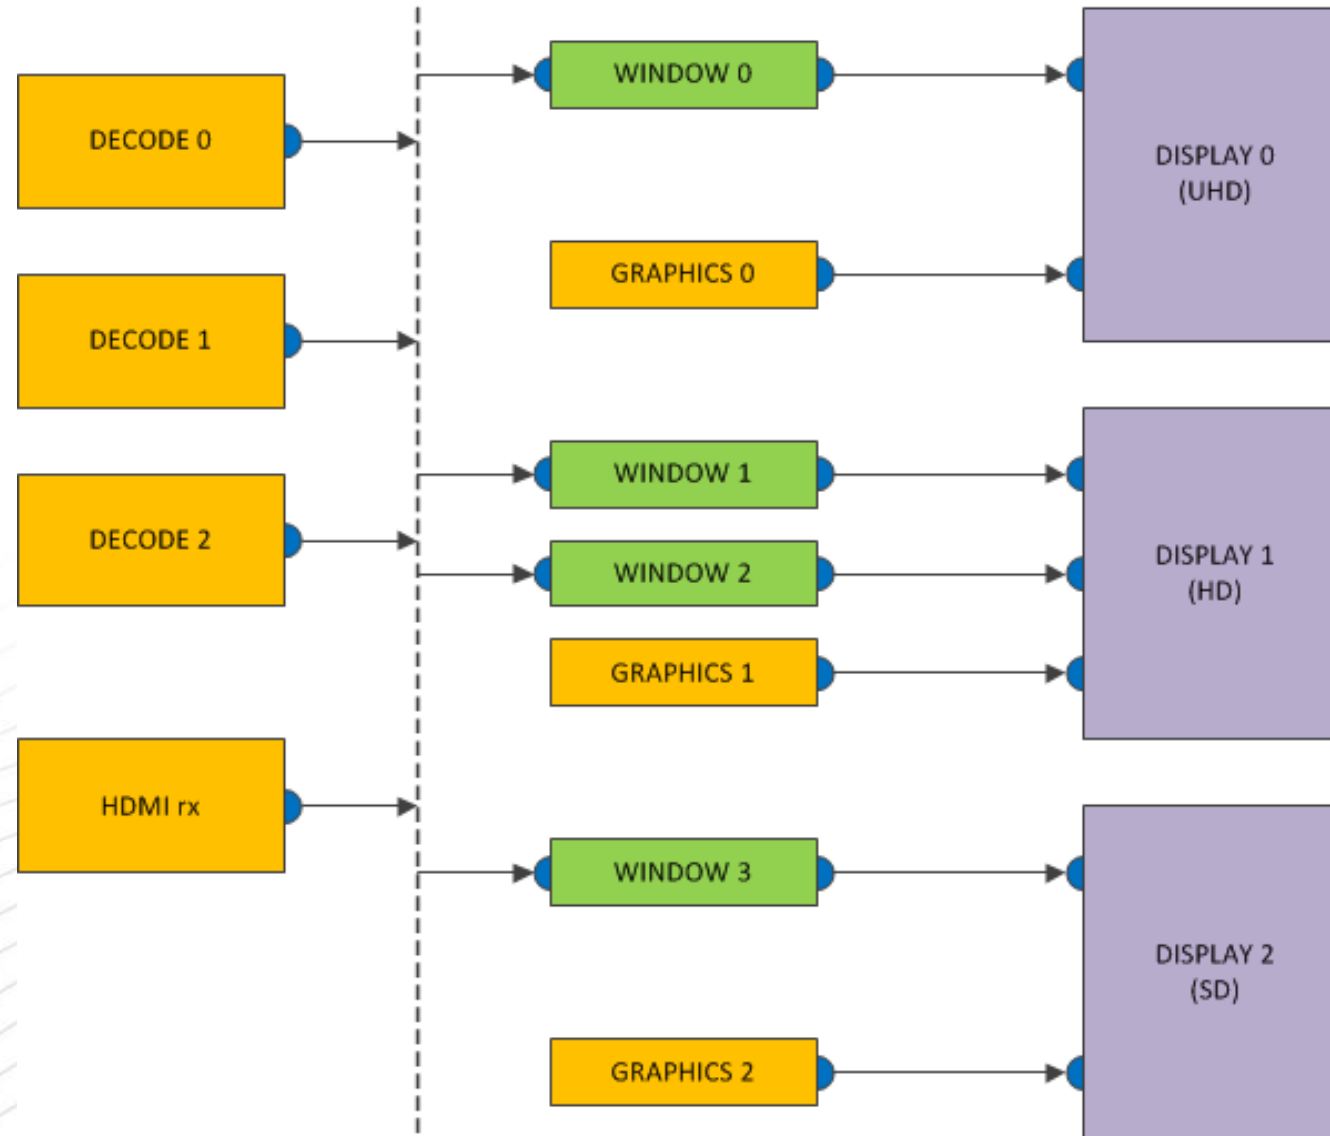 DECODE 0
DECODE 1
DECODE 2
HDMI rx
WINDOW 0
GRAPHICS 0
WINDOW 1
WINDOW 2
GRAPHICS 1
WINDOW 3
GRAPHICS 2
DISPLAY 0
(UHD)
DISPLAY 1
(HD)
DISPLAY 2
(SD)